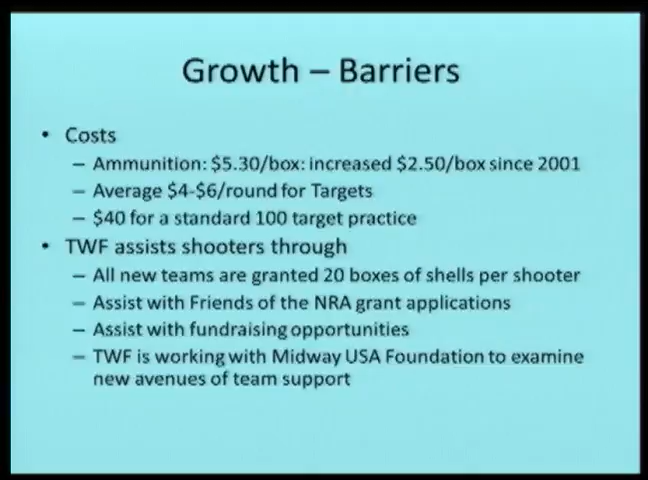 Growth – Barriers
• Costs
– Ammunition: $5.30/box: increased $2.50/box since 2001
– Average $4-$6/round for Targets
– $40 for a standard 100 target practice
• TWF assists shooters through
– All new teams are granted 20 boxes of shells per shooter
– Assist with Friends of the NRA grant applications
– Assist with fundraising opportunities
– TWF is working with Midway USA Foundation to examine
new avenues of team support